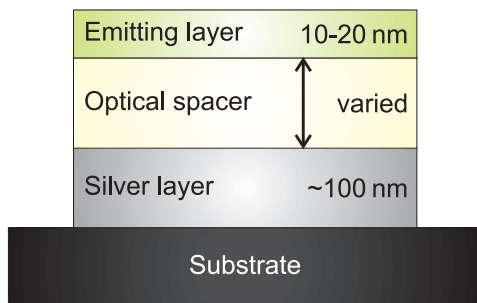 Emitting layer 10-20 nm
Optical spacer varied
Silver layer ~100 nm
Substrate